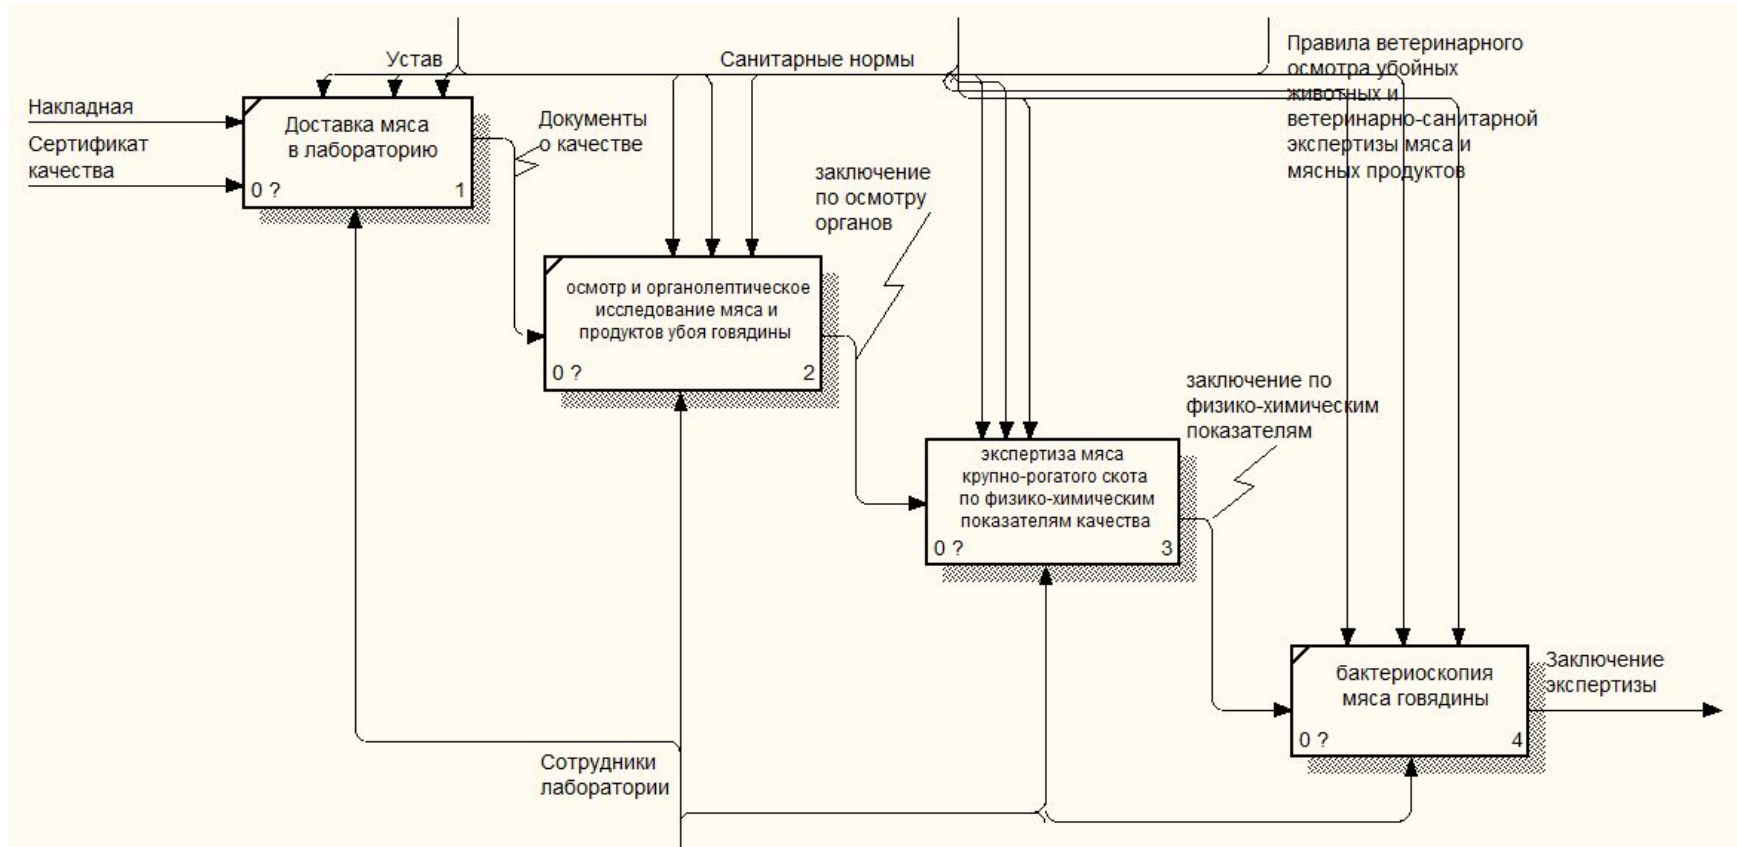 Устав
Санитарные нормы
Правила ветеринарного
осмотра убойных
животных и
ветеринарно-санитарной
экспертизы мяса и
мясных продуктов
Накладная
Сертификат
качества
Доставка мяса
в лабораторию
0 ?
1
Документы
о качестве
заключение
по осмотру
органов
осмотр и органолептическое
исследование мяса и
продуктов убоя говядины
0 ?
2
заключение по
физико-химическим
показателям
экспертиза мяса
крупно-рогатого скота
по физико-химическим
показателям качества
0 ?
3
бактериоскопия
мяса говядины
0 ?
4
Заключение
экспертизы
Сотрудники
лаборатории